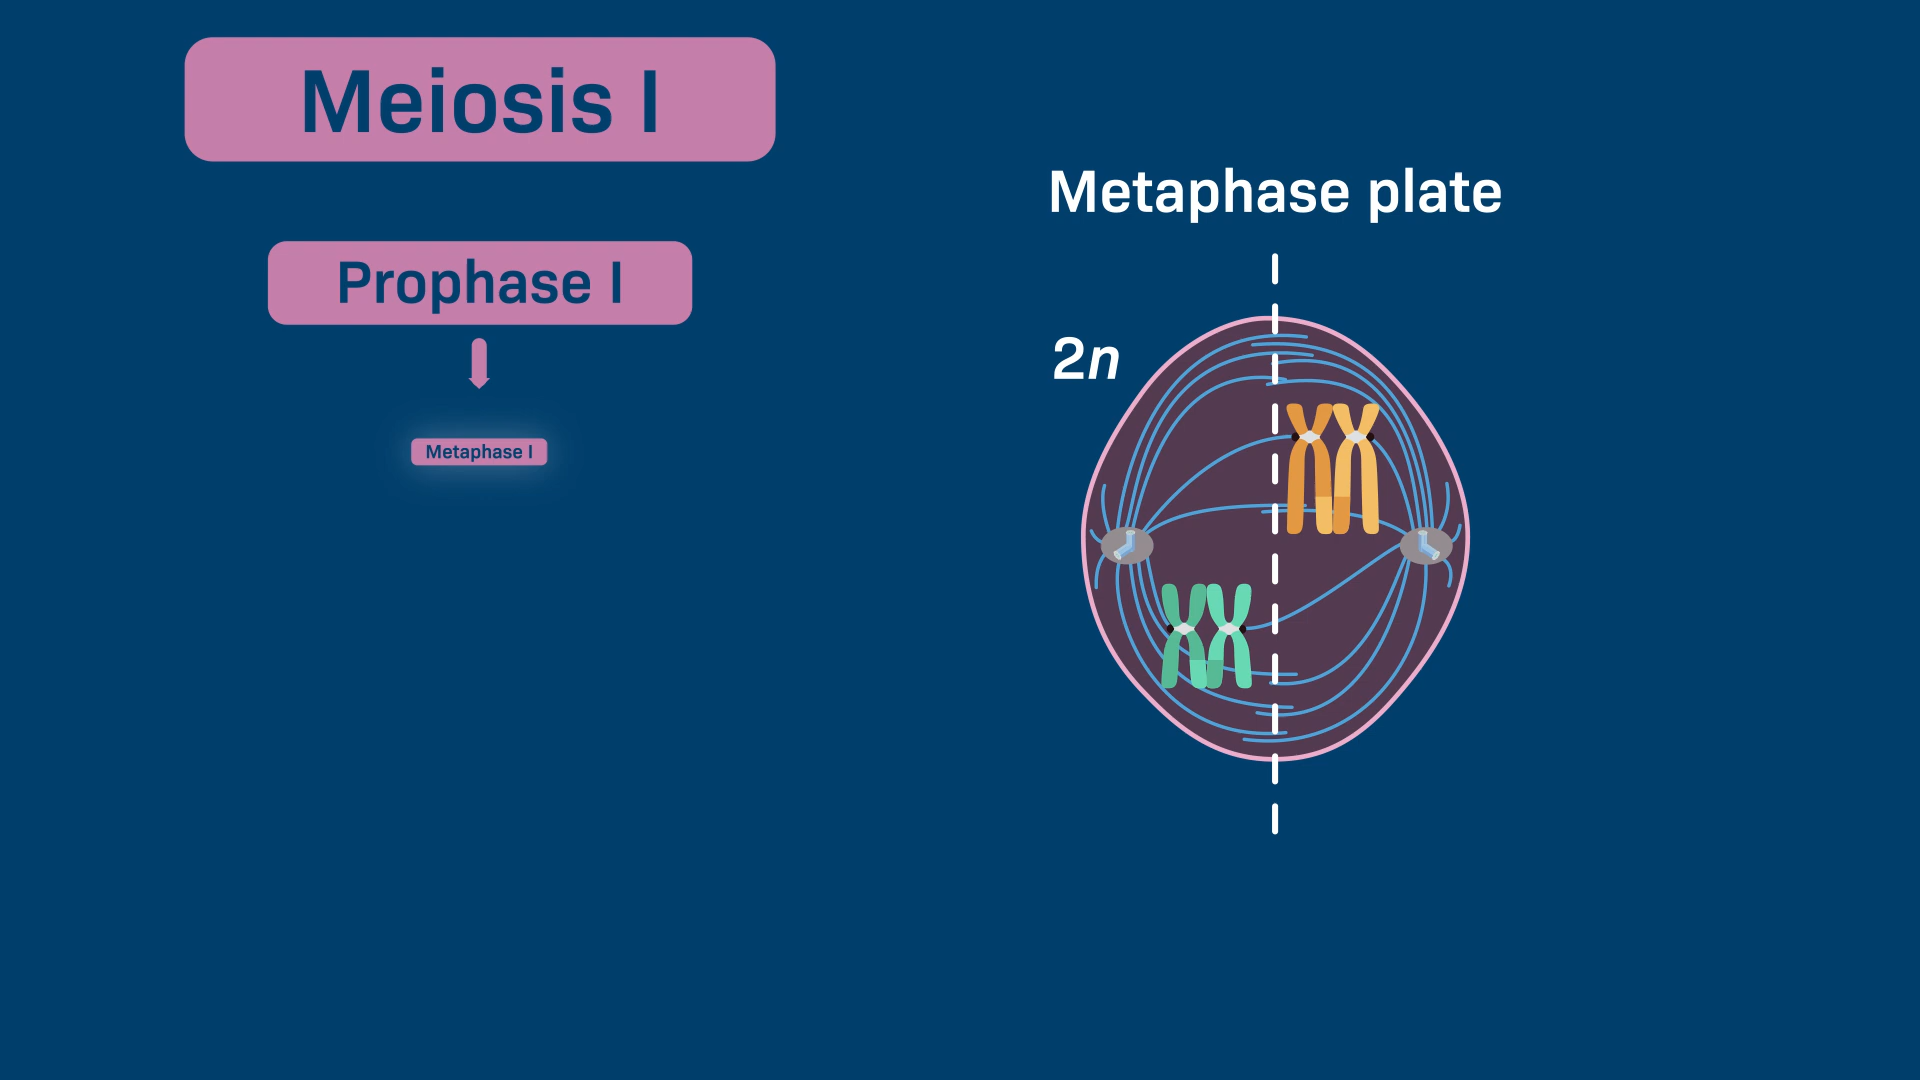 Meiosis I
Prophase I
Metaphase I
Metaphase plate
2n